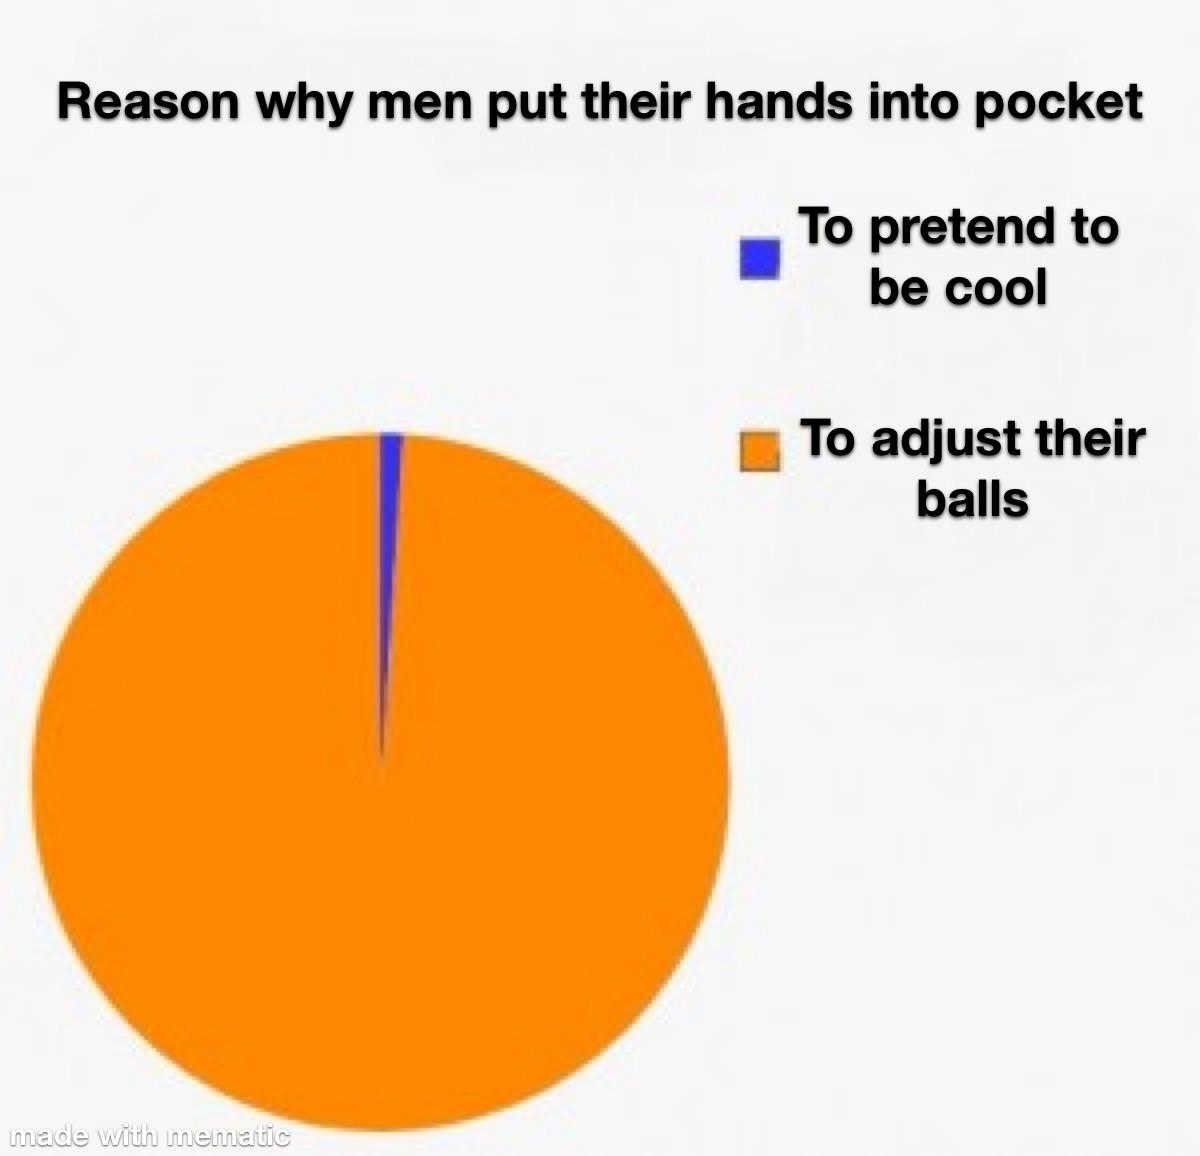 Reason why men put their hands into pocket
To pretend to
be cool
To adjust their
balls
made with mematic